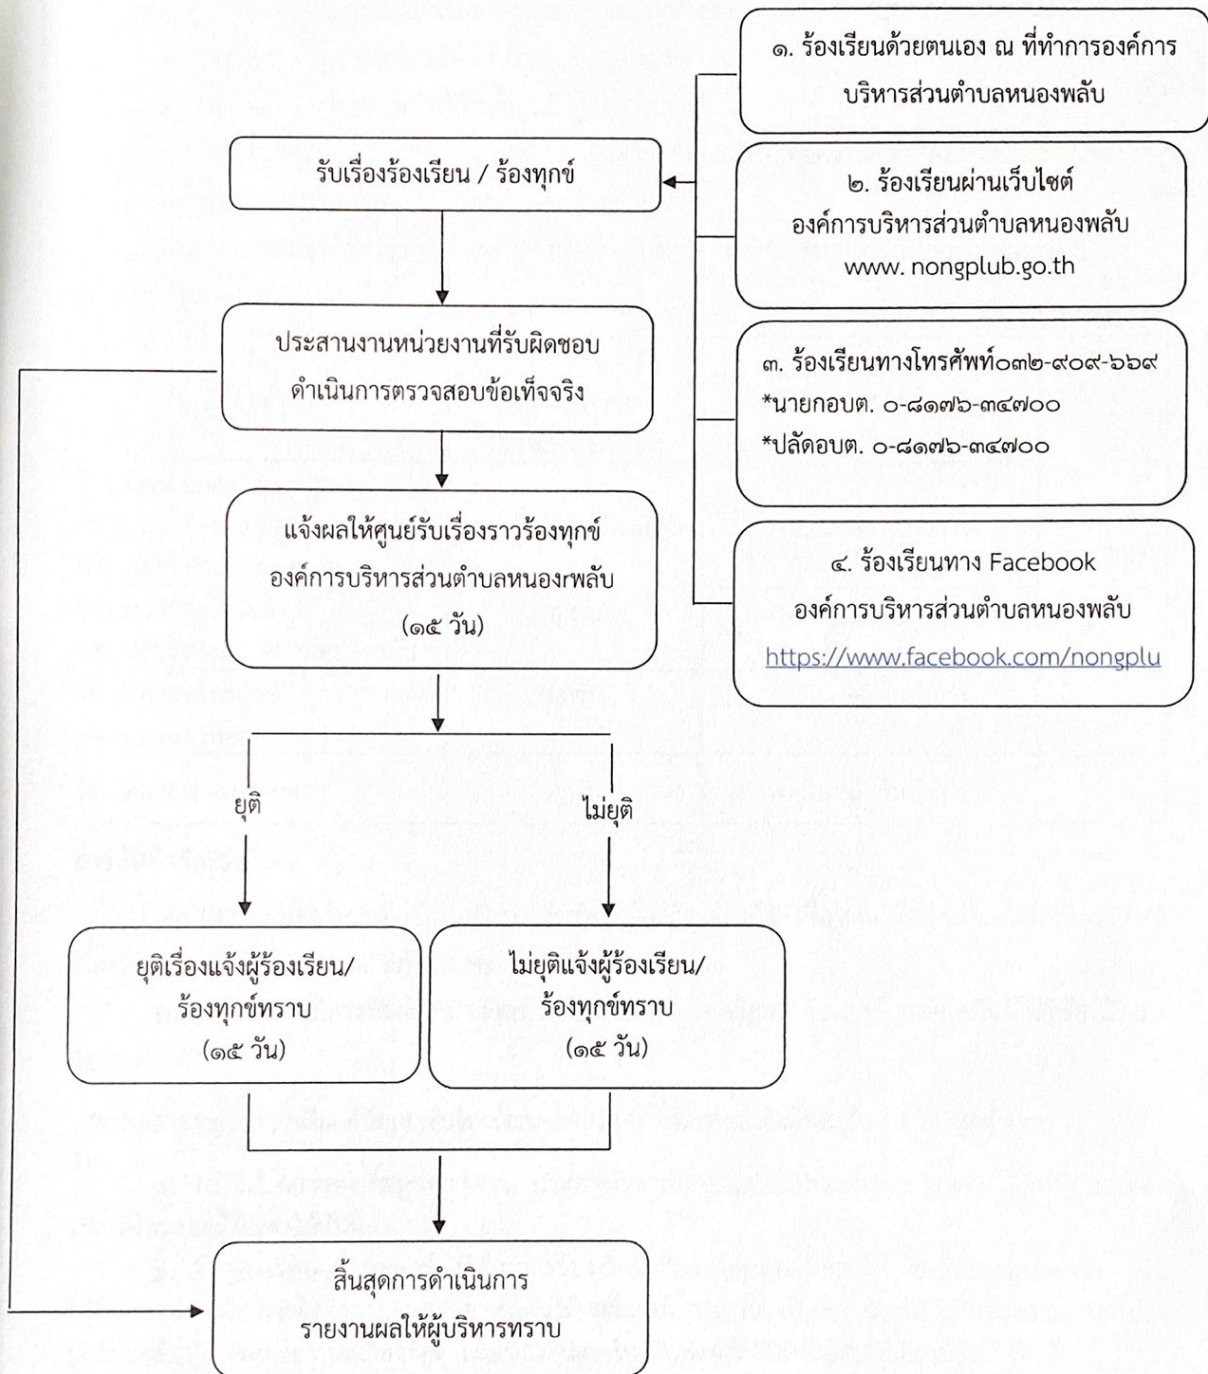 ๑. ร้องเรียนด้วยตนเอง ณ ที่ทำการองค์การ
บริหารส่วนตำบลหนองพลับ
รับเรื่องร้องเรียน / ร้องทุกข์
๒. ร้องเรียนผ่านเว็บไซต์
องค์การบริหารส่วนตำบลหนองพลับ
www. nongplub.go.th
ประสานงานหน่วยงานที่รับผิดชอบ
ดำเนินการตรวจสอบข้อเท็จจริง
๓. ร้องเรียนทางโทรศัพท์๐๓๒-๙๐๙-๖๖๙
*นายกอบต. ๐-๘๑๗๖-๓๔๗๐๐
*ปลัดอบต. ๐-๘๑๗๖-๓๔๗๐๐
แจ้งผลให้ศูนย์รับเรื่องราวร้องทุกข์
องค์การบริหารส่วนตำบลหนองrพลับ
(๑๕ วัน)
๔. ร้องเรียนทาง Facebook
องค์การบริหารส่วนตำบลหนองพลับ
https://www.facebook.com/nongplu
ยุติ
ไม่ยุติ
ยุติเรื่องแจ้งผู้ร้องเรียน/
ร้องทุกข์ทราบ
(๑๕ วัน)
ไม่ยุติแจ้งผู้ร้องเรียน/
ร้องทุกข์ทราบ
(๑๕ วัน)
สิ้นสุดการดำเนินการ
รายงานผลให้ผู้บริหารทราบ